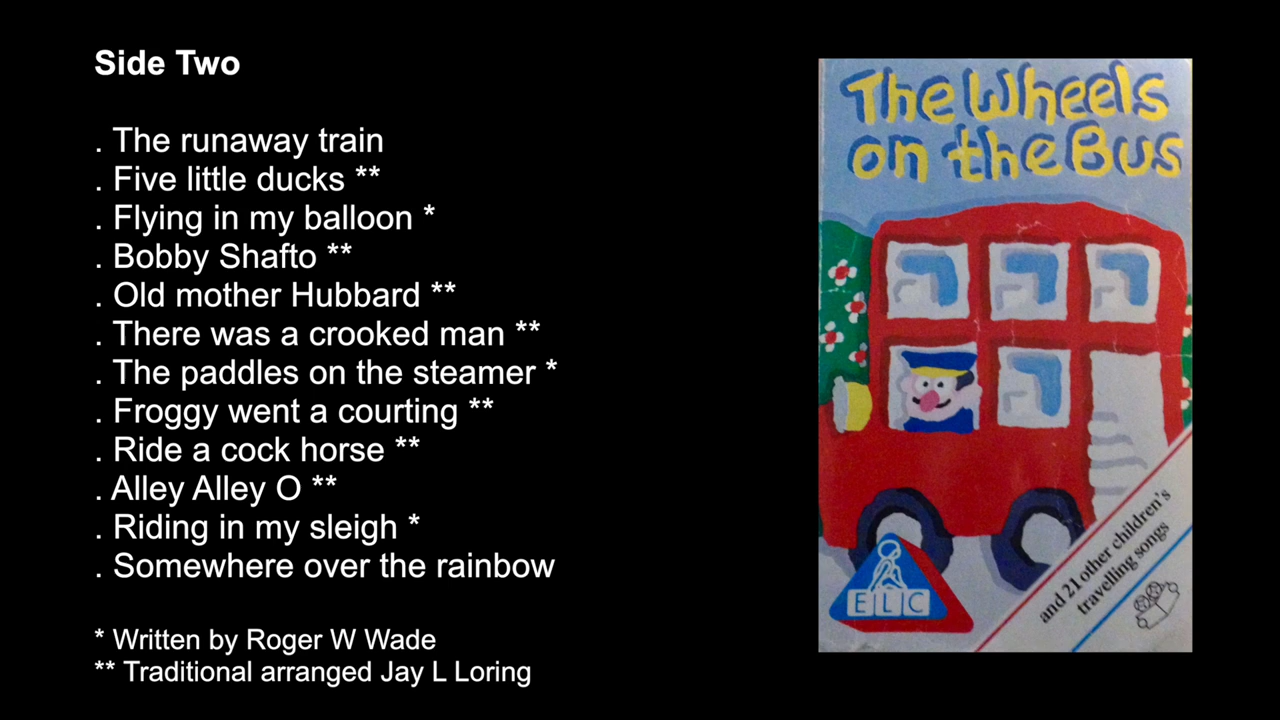 Side Two
. The runaway train
. Five little ducks **
. Flying in my balloon *
. Bobby Shafto **
. Old mother Hubbard **
. There was a crooked man **
. The paddles on the steamer *
. Froggy went a courting **
. Ride a cock horse **
. Alley Alley O **
. Riding in my sleigh *
. Somewhere over the rainbow
* Written by Roger W Wade
** Traditional arranged Jay L Loring
The Wheels
on the Bus
ELC
and 21 other children's
travelling songs